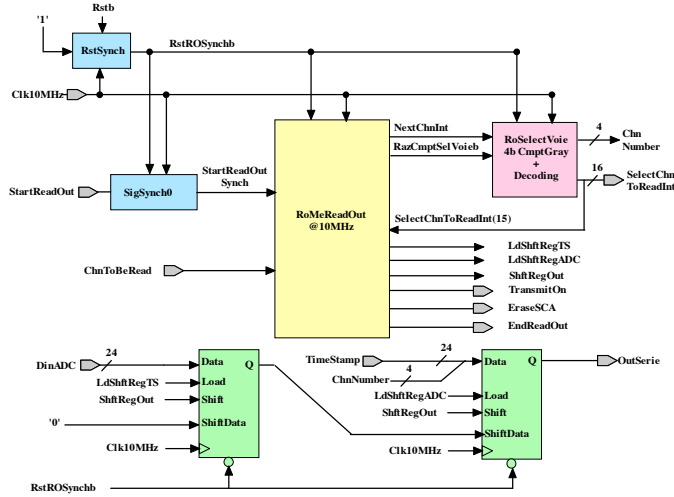 Rstb
'1'
RstSynch
RstROSynchb
Clk10MHz
NextChnInt
RazCmptSelVoieb
RoSelectVoie
4b CmptGray
+
Decoding
4
Chn
Number
16
SelectChn
ToReadInt
StartReadOut
SigSynch0
StartReadOut
Synch
RoMeReadOut
@10MHz
SelectChnToReadInt(15)
LdShftRegTS
LdShftRegADC
ShftRegOut
TransmitOn
EraseSCA
EndReadOut
ChnToBeRead
DinADC
24
LdShftRegTS
ShftRegOut
'0'
Clk10MHz
Data
Q
Load
Shift
ShiftData
TimeStamp
24
ChnNumber
4
LdShftRegADC
ShftRegOut
Clk10MHz
Data
Q
Load
Shift
ShiftData
OutSerie
RstROSynchb